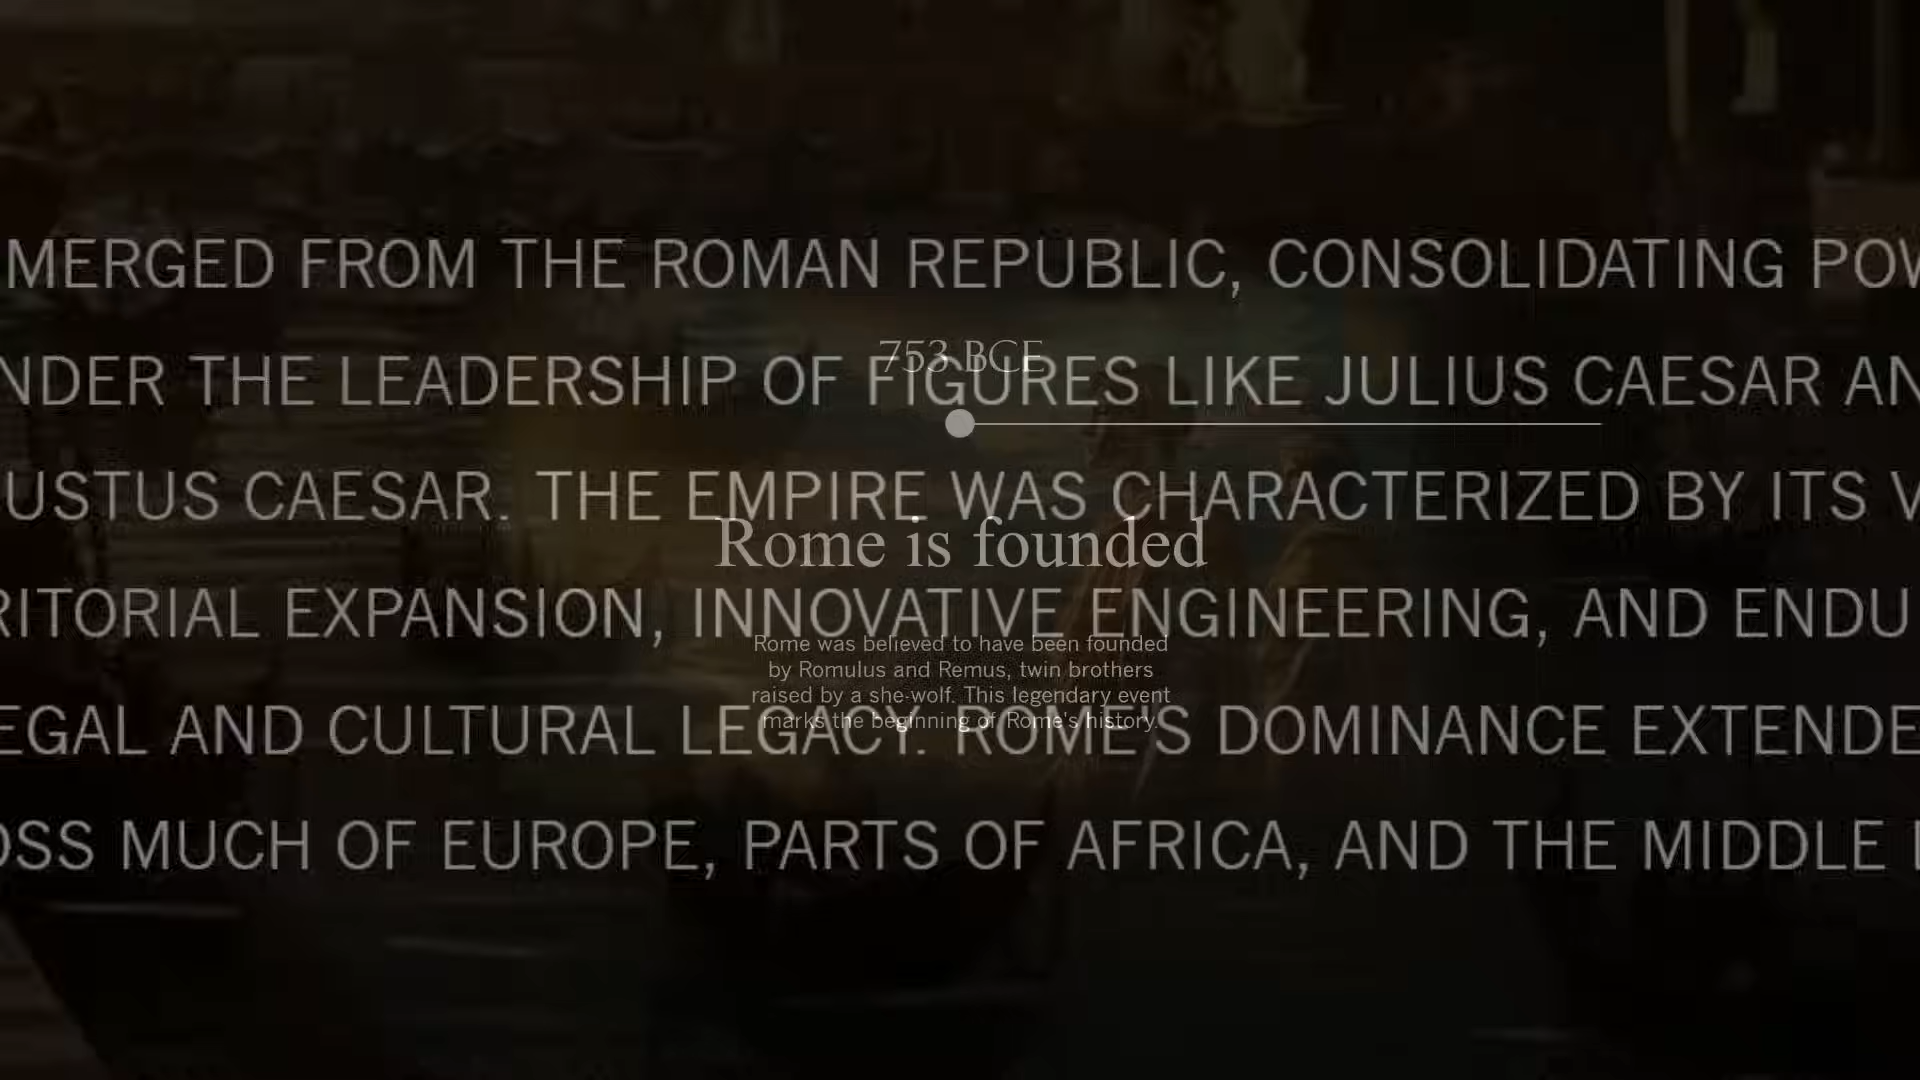 MERGED FROM THE ROMAN REPUBLIC, CONSOLIDATING POW
NDER THE LEADERSHIP OF FIGURES LIKE JULIUS CAESAR AN
USTUS CAESAR. THE EMPIRE WAS CHARACTERIZED BY ITS V
RITORIAL EXPANSION, INNOVATIVE ENGINEERING, AND ENDU
EGAL AND CULTURAL LEGACY. ROME'S DOMINANCE EXTENDE
OSS MUCH OF EUROPE, PARTS OF AFRICA, AND THE MIDDLE
753 BCE
Rome is founded
Rome was believed to have been founded
by Romulus and Remus, twin brothers
raised by a she-wolf. This legendary event
marks the beginning of Rome's history.